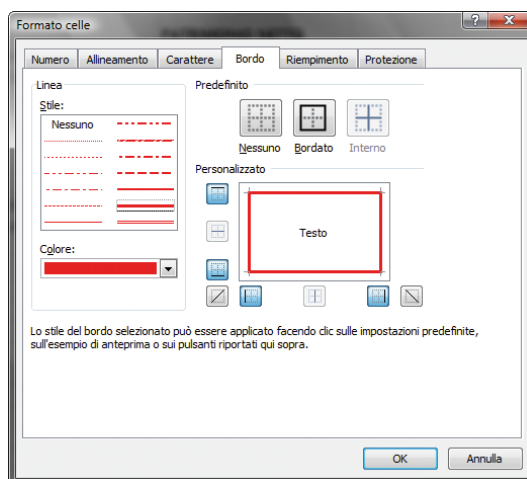 Formato celle
Numero Allineamento Carattere Bordo Riempimento Protezione
Linea
Stile:
Nessuno
Colore:
Predefinito
Nessuno Bordato Interno
Personalizzato
Testo
Lo stile del bordo selezionato può essere applicato facendo clic sulle impostazioni predefinite,
sull'esempio di anteprima o sui pulsanti riportati qui sopra.
OK Annulla